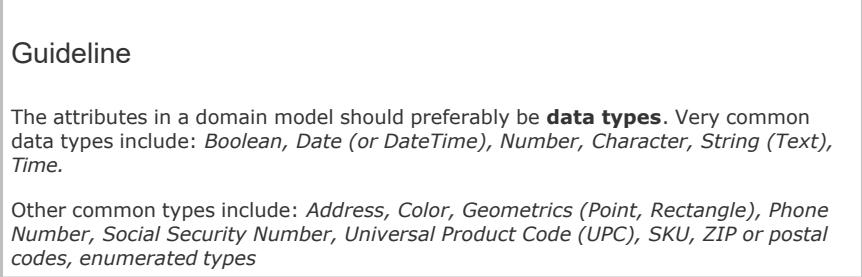 Guideline
The attributes in a domain model should preferably be data types. Very common
data types include: Boolean, Date (or DateTime), Number, Character, String (Text),
Time.
Other common types include: Address, Color, Geometrics (Point, Rectangle), Phone
Number, Social Security Number, Universal Product Code (UPC), SKU, ZIP or postal
codes, enumerated types